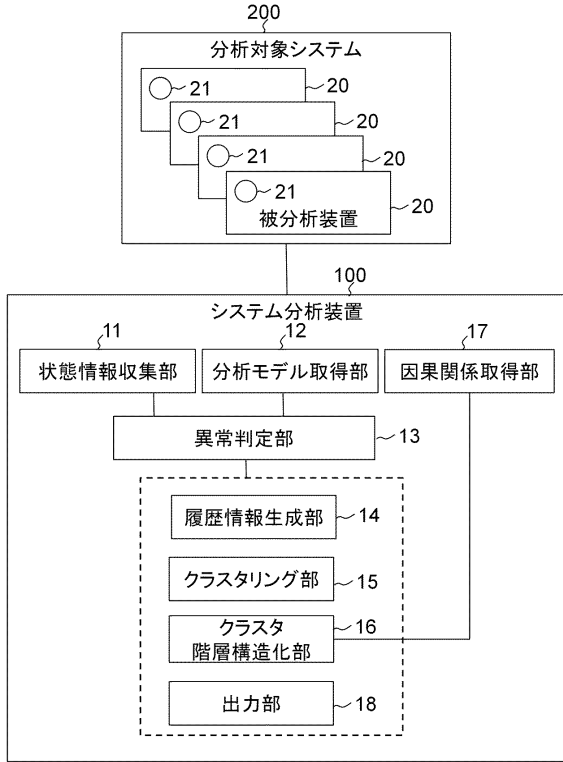 200
分析対象システム
21 20
21 20
21 20
21 20
被分析装置
100
システム分析装置
11 12 17
状態情報収集部 分析モデル取得部 因果関係取得部
異常判定部 13
履歴情報生成部 14
クラスタリング部 15
クラスタ 16
階層構造化部
出力部 18